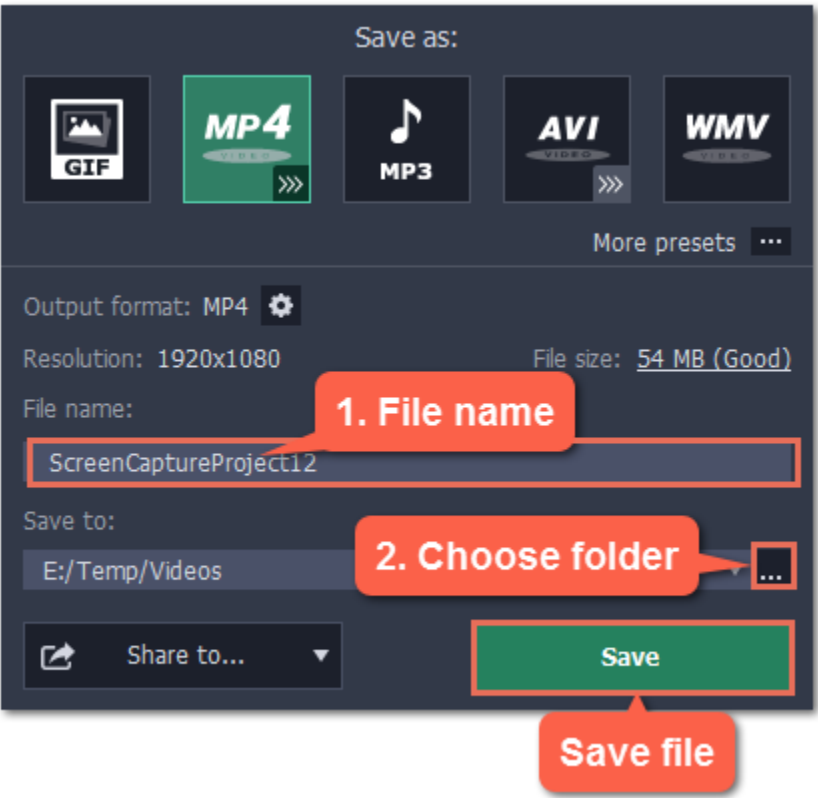 Save as:
GIF
MP4
VIDEO
MP3
AVI
VIDEO
WMV
VIDEO
More presets ...
Output format: MP4
Resolution: 1920x1080
File size: 54 MB (Good)
File name:
1. File name
ScreenCaptureProject12
Save to:
2. Choose folder
E:/Temp/Videos
...
Share to...
Save
Save file